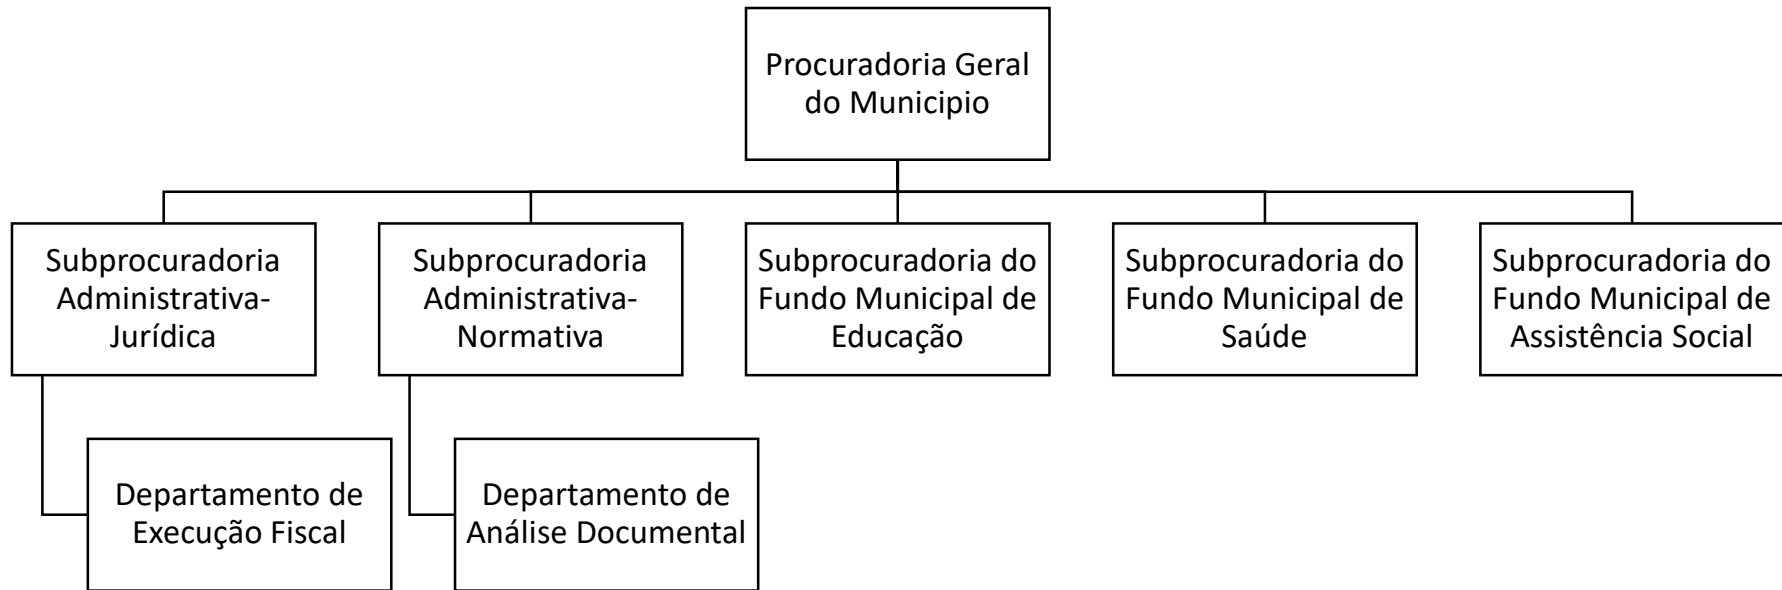 Procuradoria Geral
do Municipio
Subprocuradoria
Administrativa-
Jurídica
Subprocuradoria
Administrativa-
Normativa
Subprocuradoria do
Fundo Municipal de
Educação
Subprocuradoria do
Fundo Municipal de
Saúde
Subprocuradoria do
Fundo Municipal de
Assistência Social
Departamento de
Execução Fiscal
Departamento de
Análise Documental